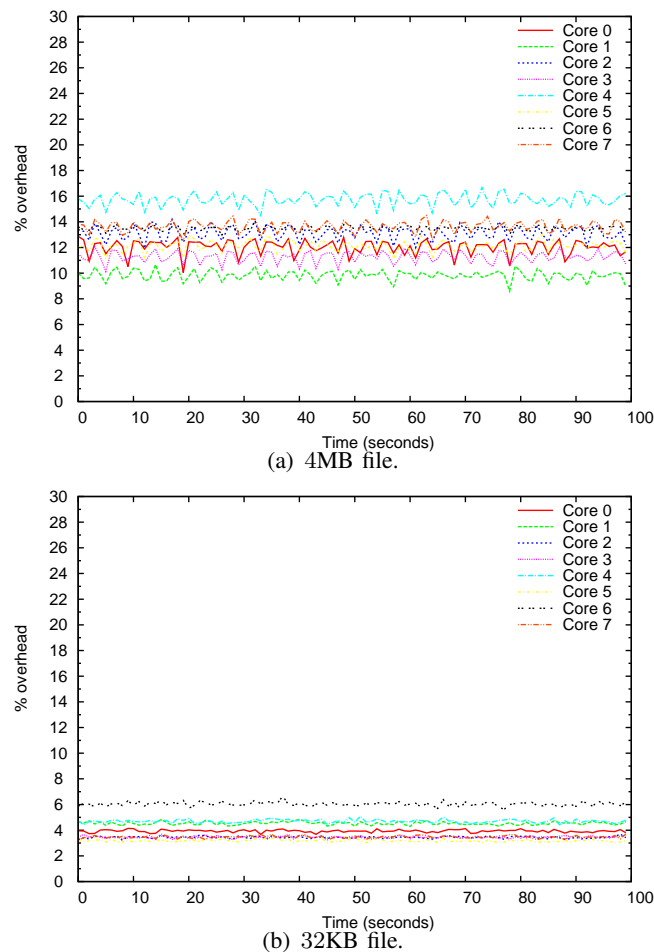 30
28
26
24
22
20
18
16
14
12
10
8
6
4
2
0
% overhead
Core 0
Core 1
Core 2
Core 3
Core 4
Core 5
Core 6
Core 7
0 10 20 30 40 50 60 70 80 90 100
Time (seconds)
(a) 4MB file.
30
28
26
24
22
20
18
16
14
12
10
8
6
4
2
0
% overhead
Core 0
Core 1
Core 2
Core 3
Core 4
Core 5
Core 6
Core 7
0 10 20 30 40 50 60 70 80 90 100
Time (seconds)
(b) 32KB file.